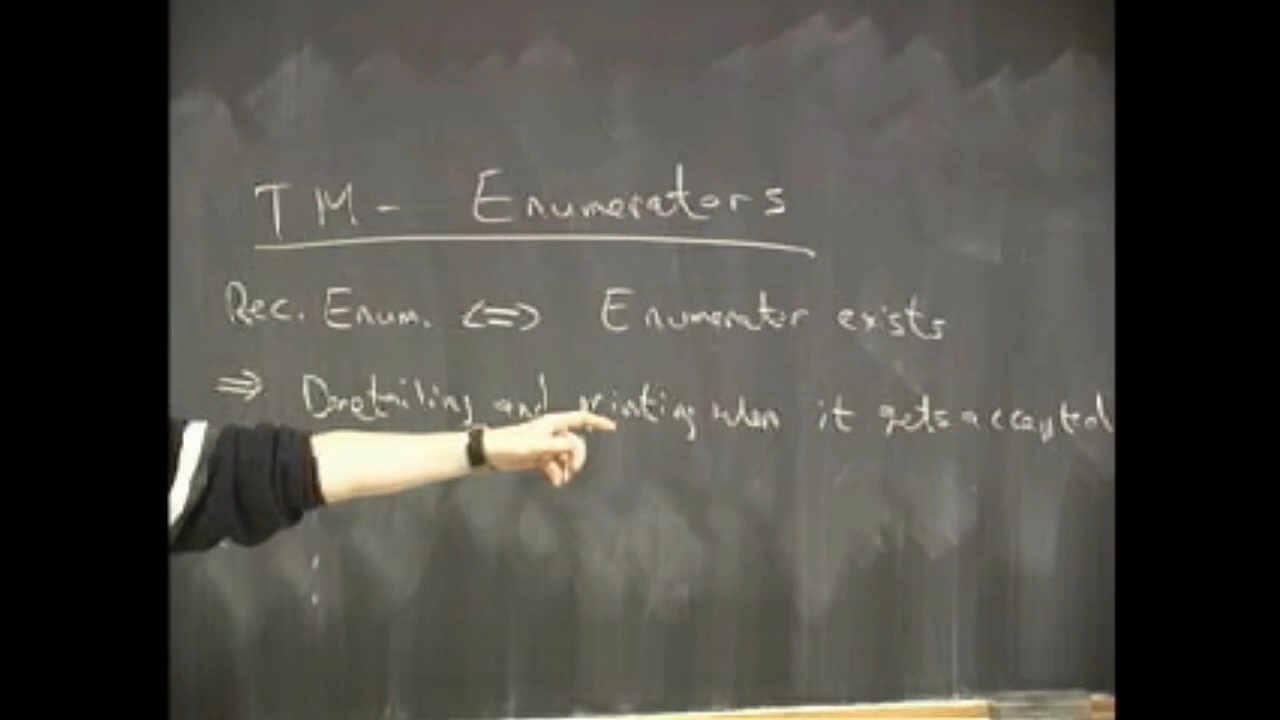 TM - Enumerators
Rec. Enum. <=> Enumerator exists
=> Dovetailing and printing when it gets accepted